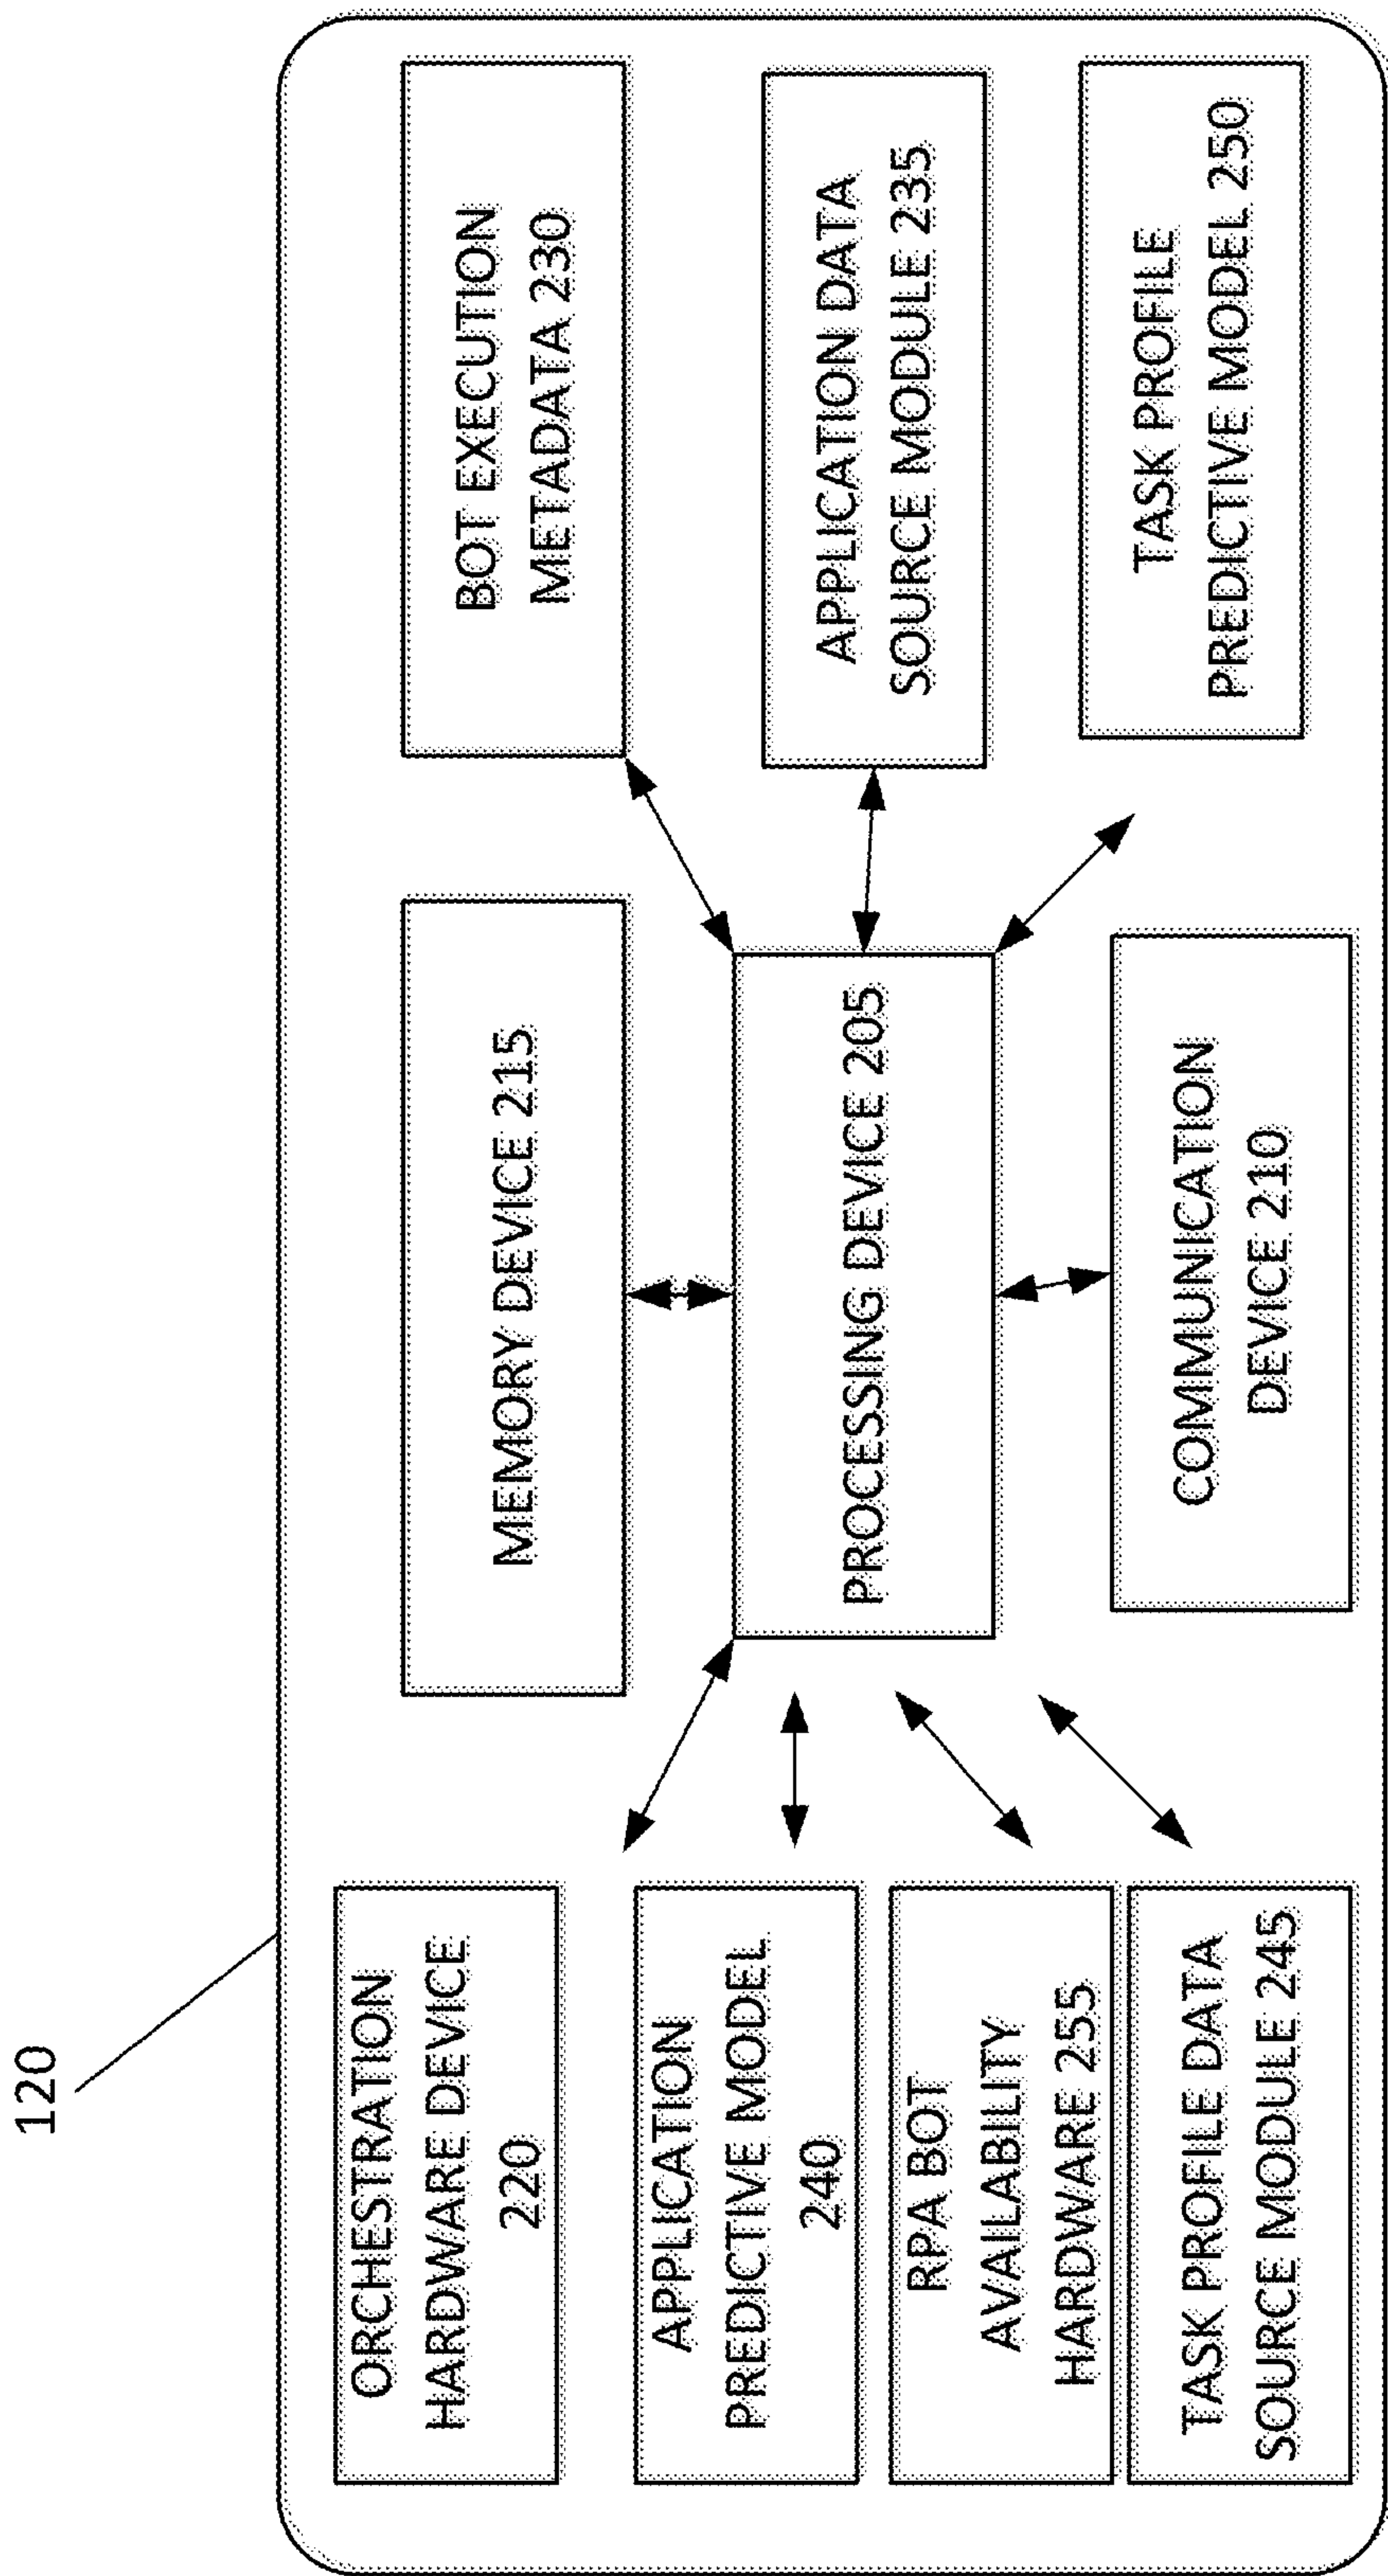 120
ORCHESTRATION
HARDWARE DEVICE
220
MEMORY DEVICE 215
BOT EXECUTION
METADATA 230
APPLICATION
PREDICTIVE MODEL
240
PROCESSING DEVICE 205
APPLICATION DATA
SOURCE MODULE 235
RPA BOT
AVAILABILITY
HARDWARE 255
TASK PROFILE DATA
SOURCE MODULE 245
COMMUNICATION
DEVICE 210
TASK PROFILE
PREDICTIVE MODEL 250